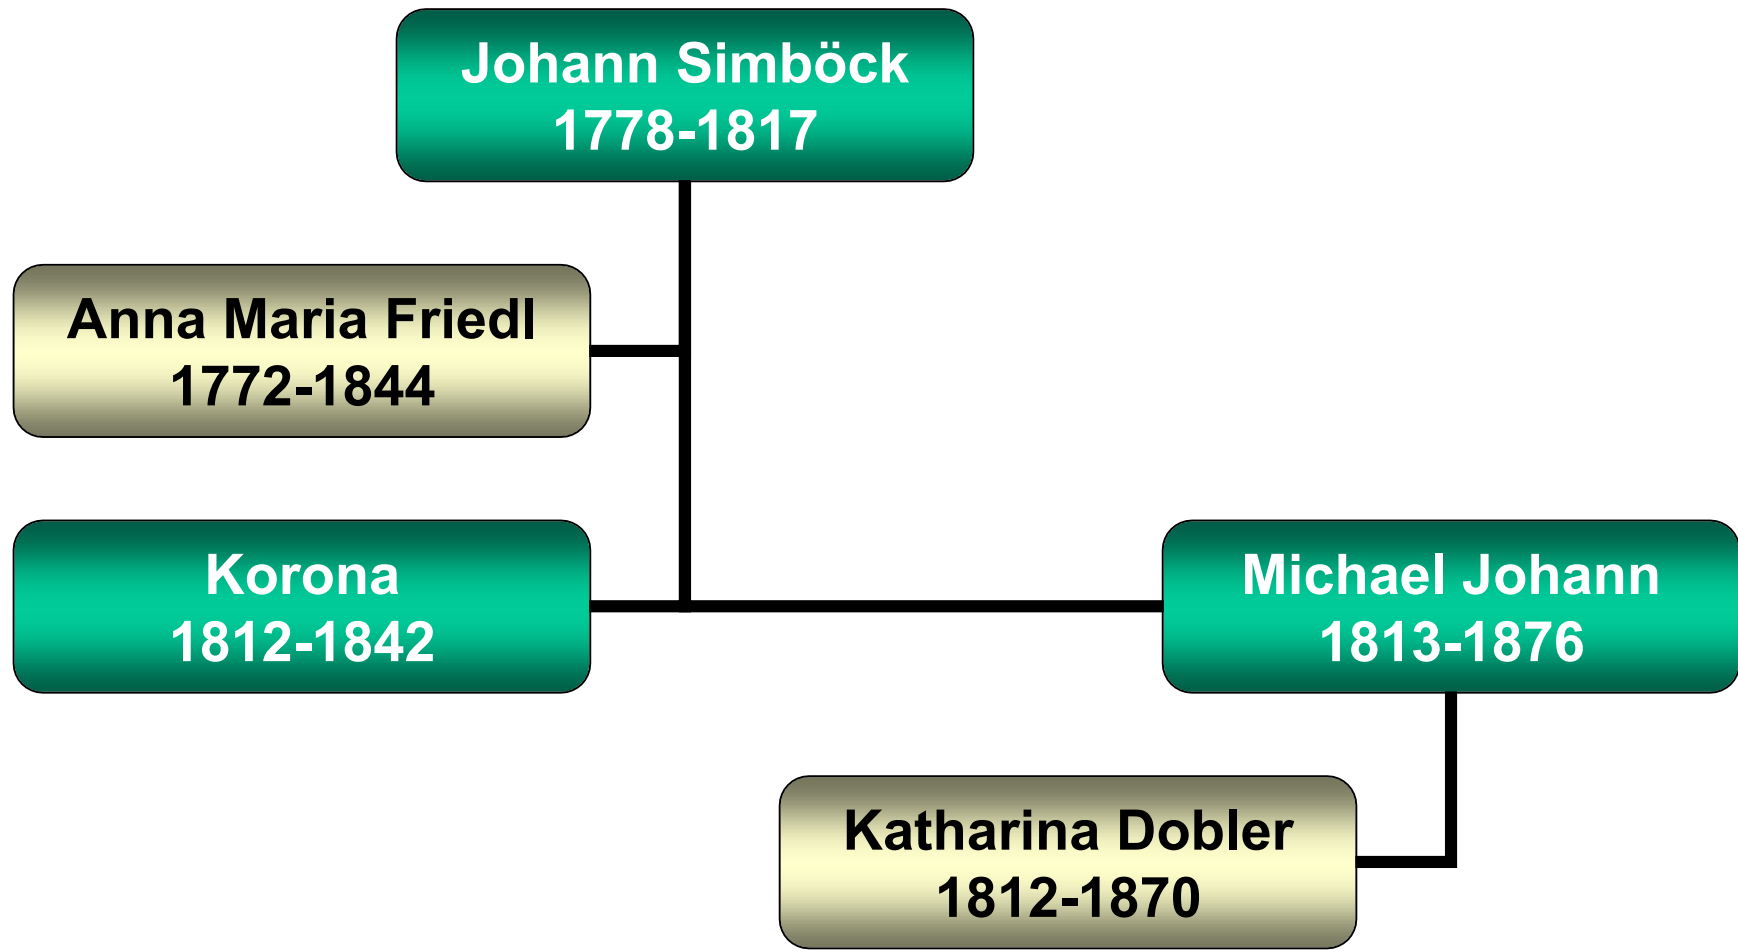 Johann Simböck
1778-1817
Anna Maria Friedl
1772-1844
Korona
1812-1842
Michael Johann
1813-1876
Katharina Dobler
1812-1870